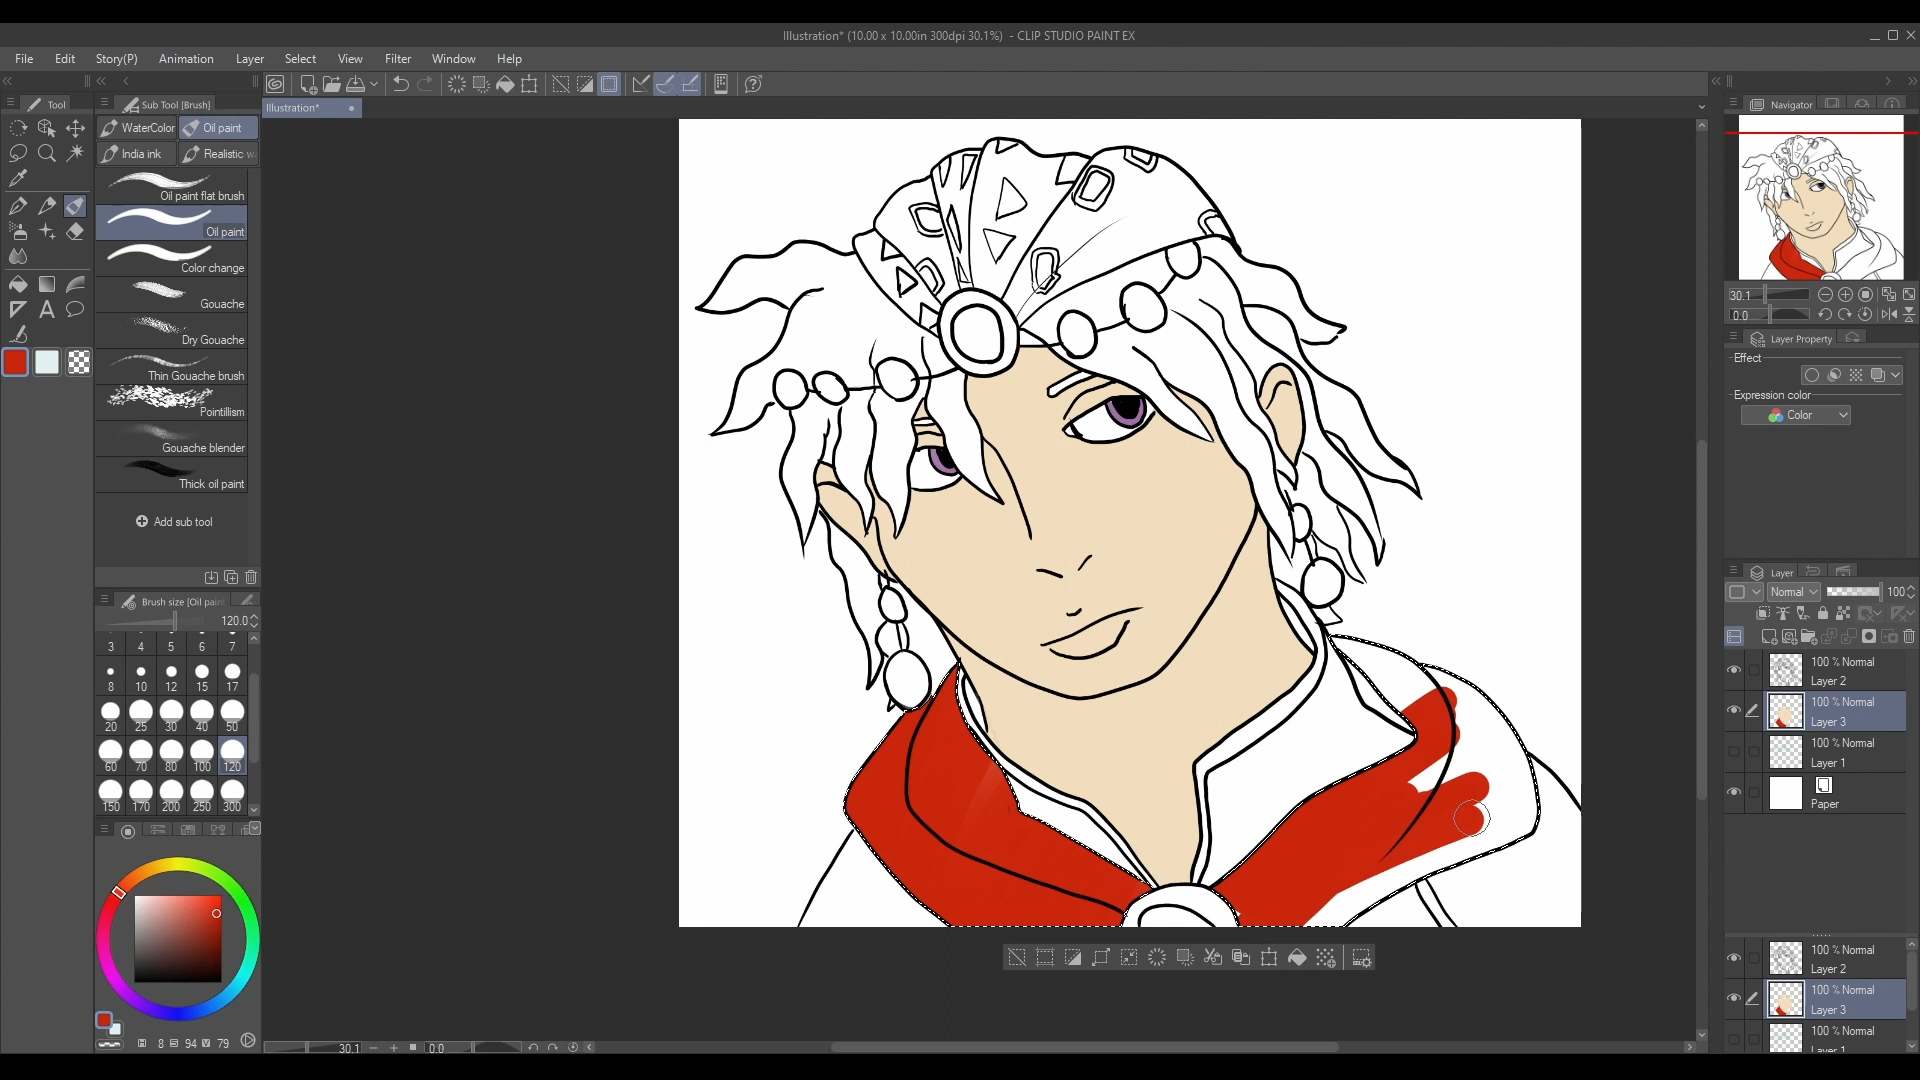 Illustration* (10.00 x 10.00in 300dpi 30.1%) - CLIP STUDIO PAINT EX
File Edit Story(P) Animation Layer Select View Filter Window Help
Tool
Sub Tool [Brush]
Illustration*
Navigator
WaterColor Oil paint
India ink Realistic
Oil paint flat brush
Oil paint
Color change
Gouache
Dry Gouache
Thin Gouache brush
Pointillism
Gouache blender
Thick oil paint
Add sub tool
Brush size [Oil paint
120.0
3 4 5 6 7
8 10 12 15 17
20 25 30 40 50
60 70 80 100 120
150 170 200 250 300
H 8 S 94 V 79
30.1 0.0
30.1
0.0
Layer Property
Effect
Expression color
Color
Layer
Normal 100
100 % Normal
Layer 2
100 % Normal
Layer 3
100 % Normal
Layer 1
Paper
100 % Normal
Layer 2
100 % Normal
Layer 3
100 % Normal
Layer 1